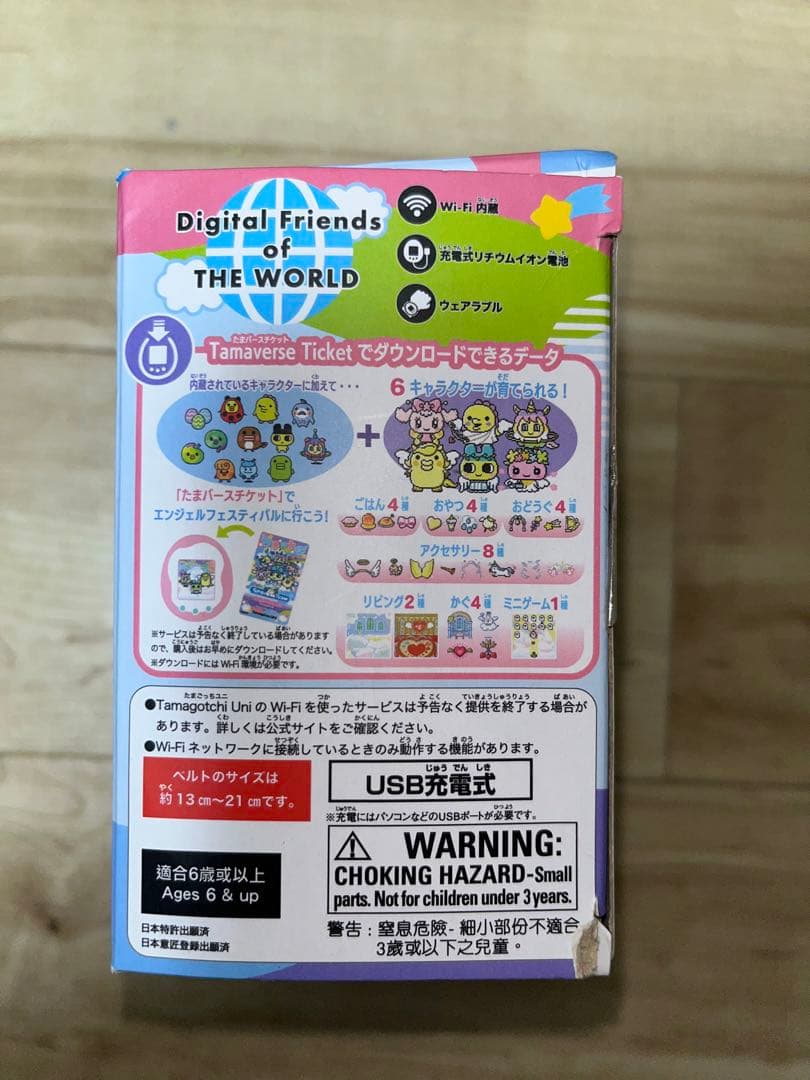 Digital Friends
of
THE WORLD
Wi-Fi 内蔵
充電式リチウムイオン電池
ウェアラブル
Tamaverse Ticketでダウンロードできるデータ
内蔵されているキャラクターに加えて・・・
6 キャラクターが育てられる！
+
「たまバースチケット」で
エンジェルフェスティバルに行こう！
ごはん4種
おやつ4種
おどうぐ4種
アクセサリー8種
リビング2種
かぐ4種
ミニゲーム1種
※サービスは予告なく終了している場合があります
ので、購入後はお早めにダウンロードしてください。
※ダウンロードにはWi-Fi環境が必要です。
●Tamagotchi UniのWi-Fiを使ったサービスは予告なく提供を終了する場合が
あります。詳しくは公式サイトをご確認ください。
●Wi-Fiネットワークに接続しているときのみ動作する機能があります。
ベルトのサイズは
約13㎝～21㎝です。
USB充電式
※充電にはパソコンなどのUSBポートが必要です。
適合6歲或以上
Ages 6 & up
WARNING:
CHOKING HAZARD-Small
parts. Not for children under 3 years.
警告：窒息危險- 細小部份不適合
3歲或以下之兒童。
日本特許出願済
日本意匠登録出願済